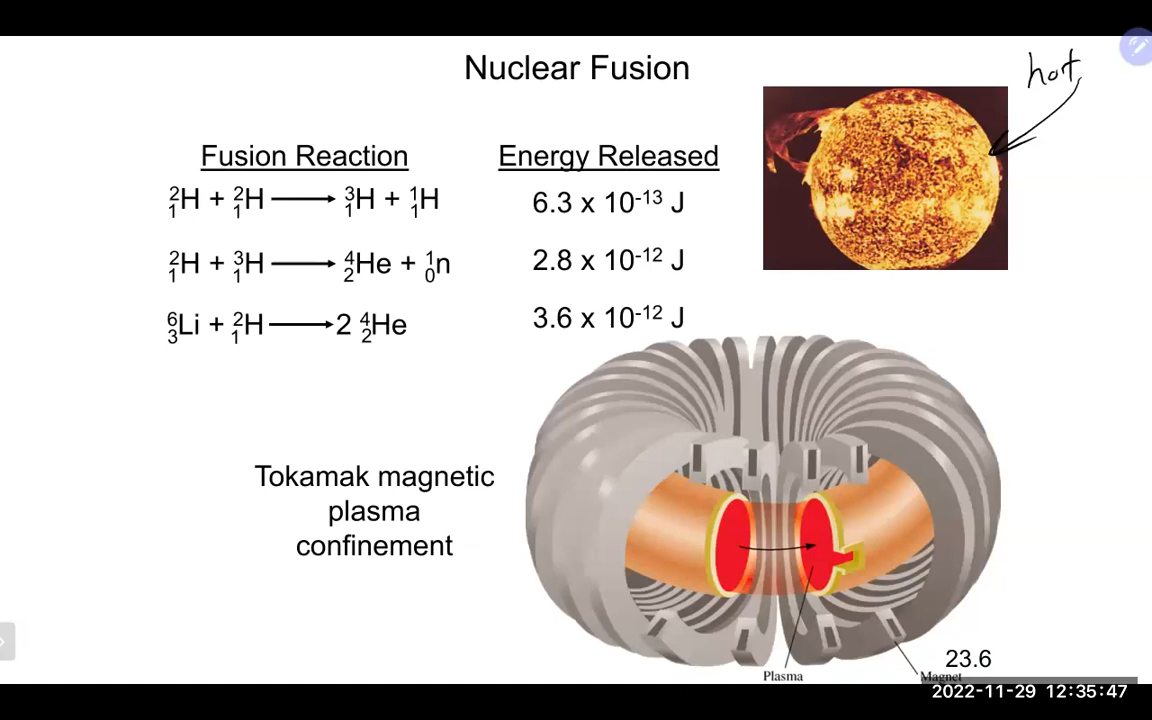 Nuclear Fusion
hot
Fusion Reaction
Energy Released
²₁H + ²₁H ⟶ ³₁H + ¹₁H
6.3 x 10⁻¹³ J
²₁H + ³₁H ⟶ ⁴₂He + ¹₀n
2.8 x 10⁻¹² J
⁶₃Li + ²₁H ⟶ 2 ⁴₂He
3.6 x 10⁻¹² J
Tokamak magnetic
plasma
confinement
23.6
Plasma
Magnet
2022-11-29 12:35:47